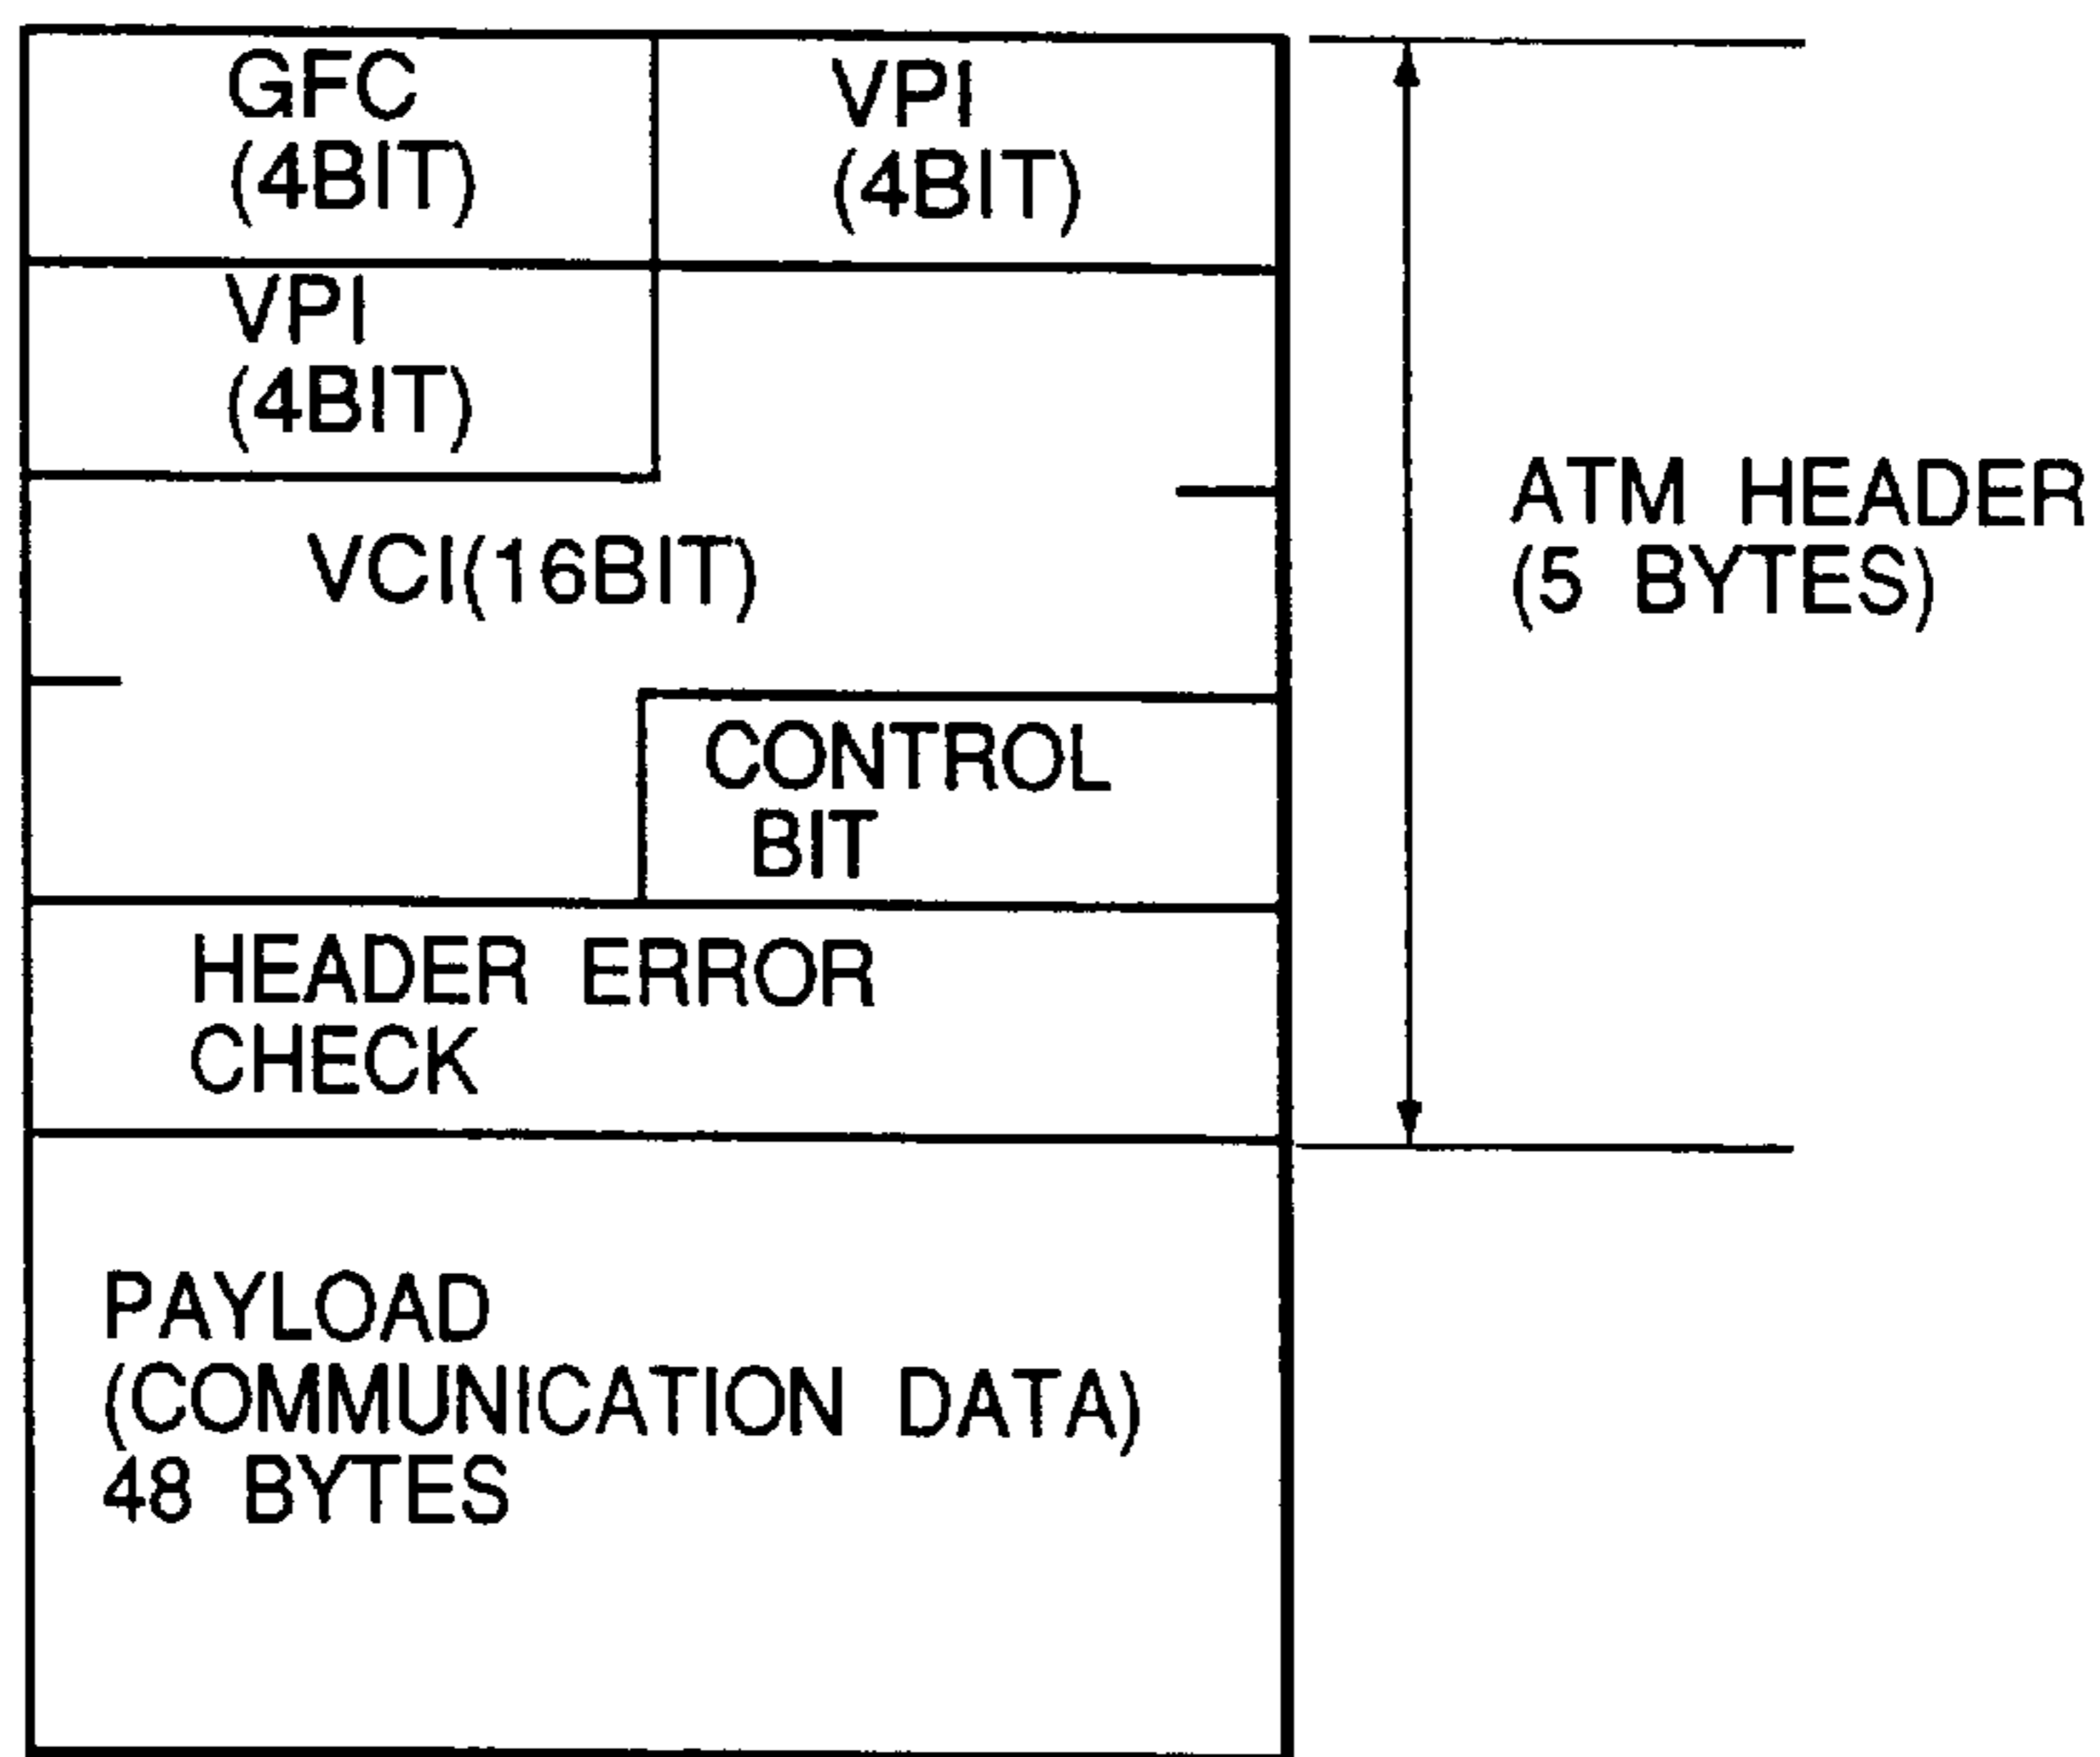 GFC
(4BIT)
VPI
(4BIT)
VPI
(4BIT)
VCI(16BIT)
CONTROL
BIT
HEADER ERROR
CHECK
PAYLOAD
(COMMUNICATION DATA)
48 BYTES
ATM HEADER
(5 BYTES)